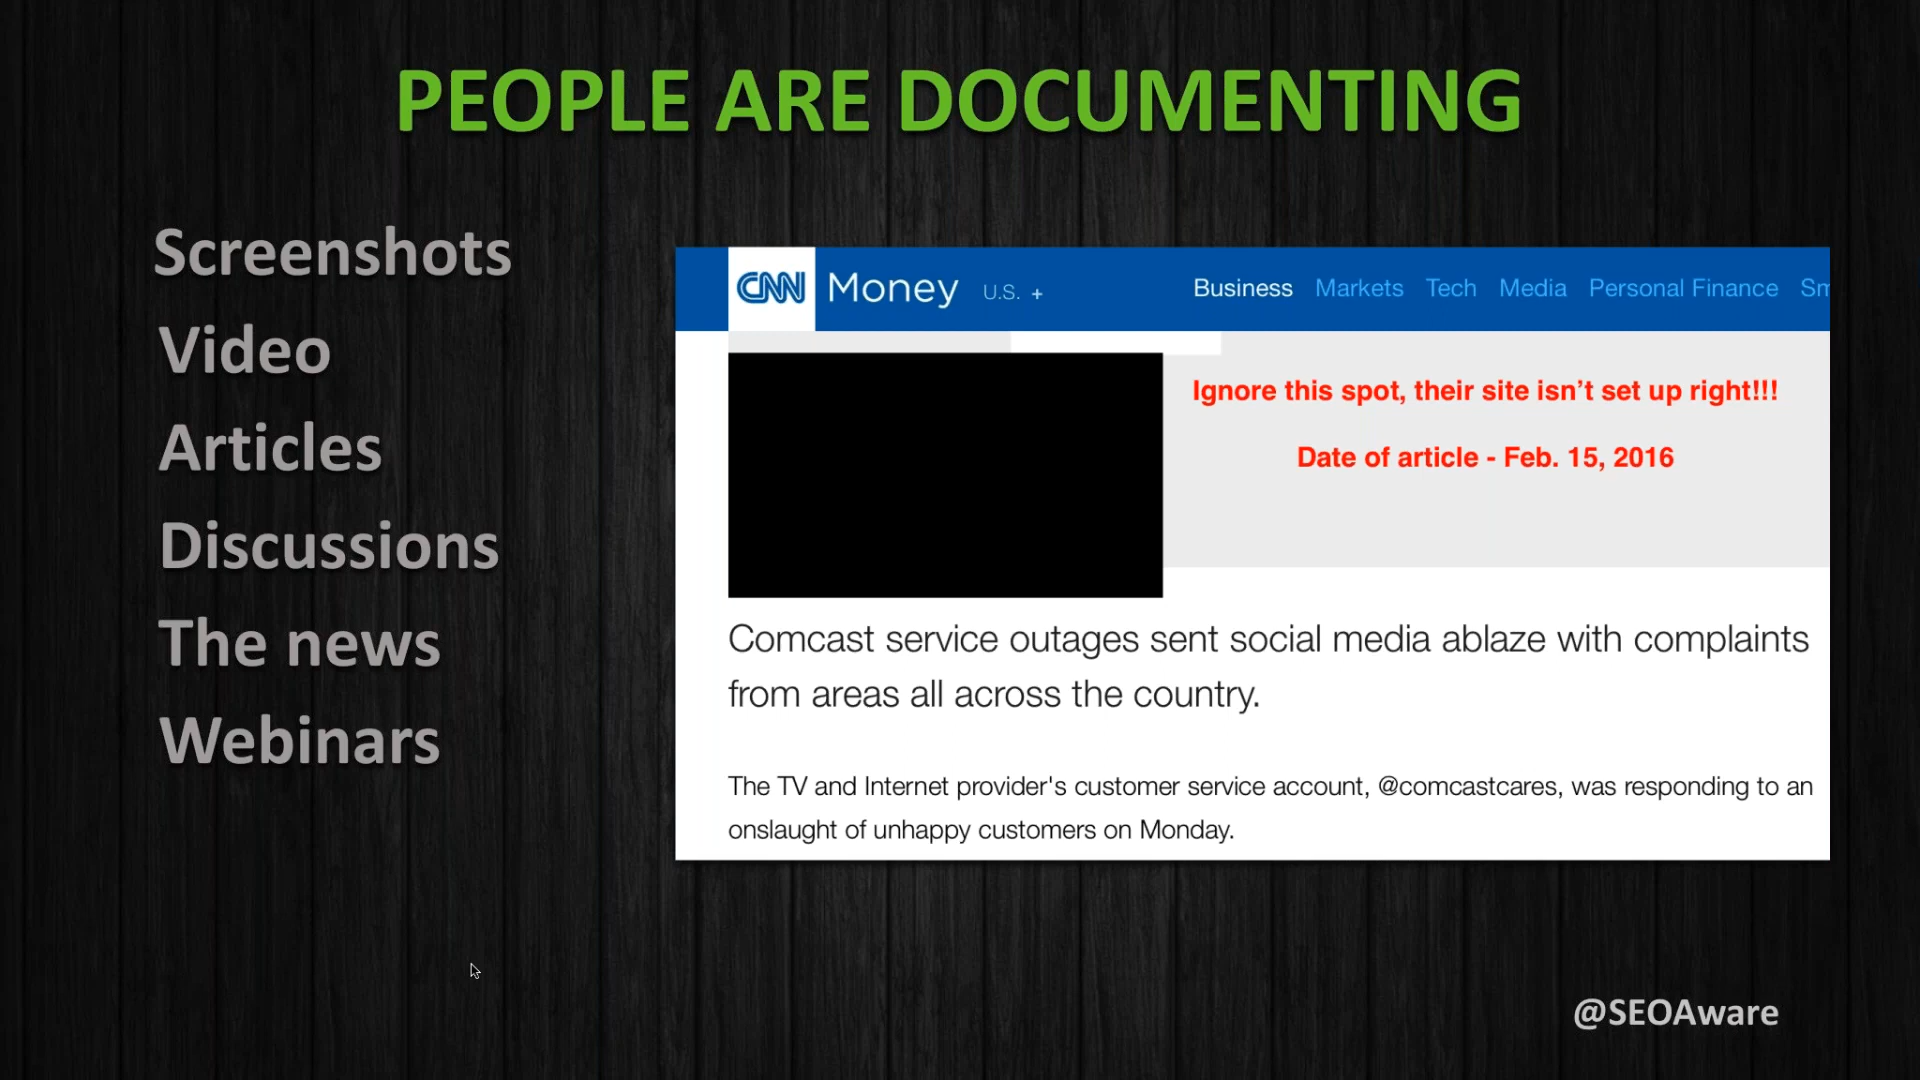 PEOPLE ARE DOCUMENTING
Screenshots
Video
Articles
Discussions
The news
Webinars
CNN Money U.S. + Business Markets Tech Media Personal Finance Sm
Ignore this spot, their site isn’t set up right!!!
Date of article - Feb. 15, 2016
Comcast service outages sent social media ablaze with complaints
from areas all across the country.
The TV and Internet provider's customer service account, @comcastcares, was responding to an
onslaught of unhappy customers on Monday.
@SEOAware